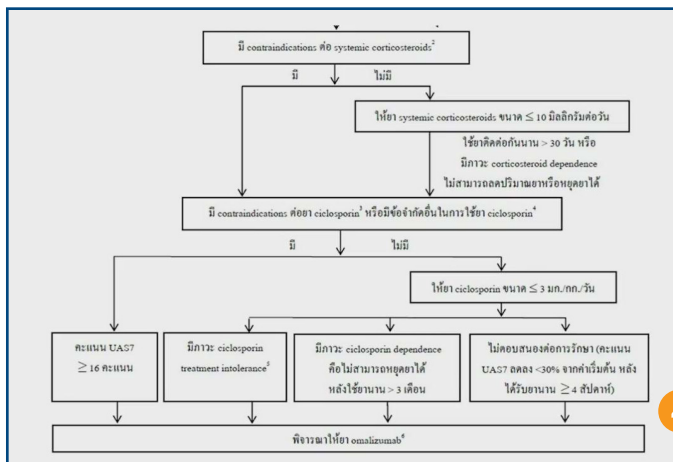 มี contraindications ต่อ systemic corticosteroids²
มี
ไม่มี
ให้ยา systemic corticosteroids ขนาด ≤ 10 มิลลิกรัมต่อวัน
ใช้ยาติดต่อกันนาน > 30 วัน หรือ
มีภาวะ corticosteroid dependence
ไม่สามารถลดปริมาณยาหรือหยุดยาได้
มี contraindications ต่อยา ciclosporin³ หรือมีข้อจำกัดอื่นในการใช้ยา ciclosporin⁴
มี
ไม่มี
ให้ยา ciclosporin ขนาด ≤ 3 มก./กก./วัน
คะแนน UAS7
≥ 16 คะแนน
มีภาวะ ciclosporin
treatment intolerance⁵
มีภาวะ ciclosporin dependence
คือไม่สามารถหยุดยาได้
หลังใช้ยานาน > 3 เดือน
ไม่ตอบสนองต่อการรักษา (คะแนน
UAS7 ลดลง <30% จากค่าเริ่มต้น หลัง
ได้รับยานาน ≥ 4 สัปดาห์)
พิจารณาให้ยา omalizumab⁶